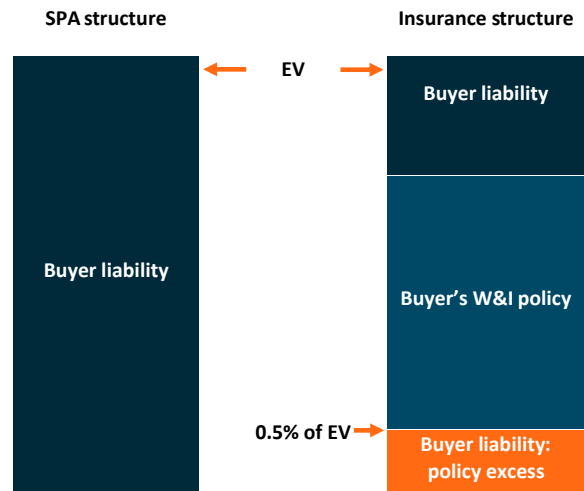 SPA structure
Insurance structure
EV
Buyer liability
Buyer liability
Buyer’s W&I policy
0.5% of EV
Buyer liability:
policy excess